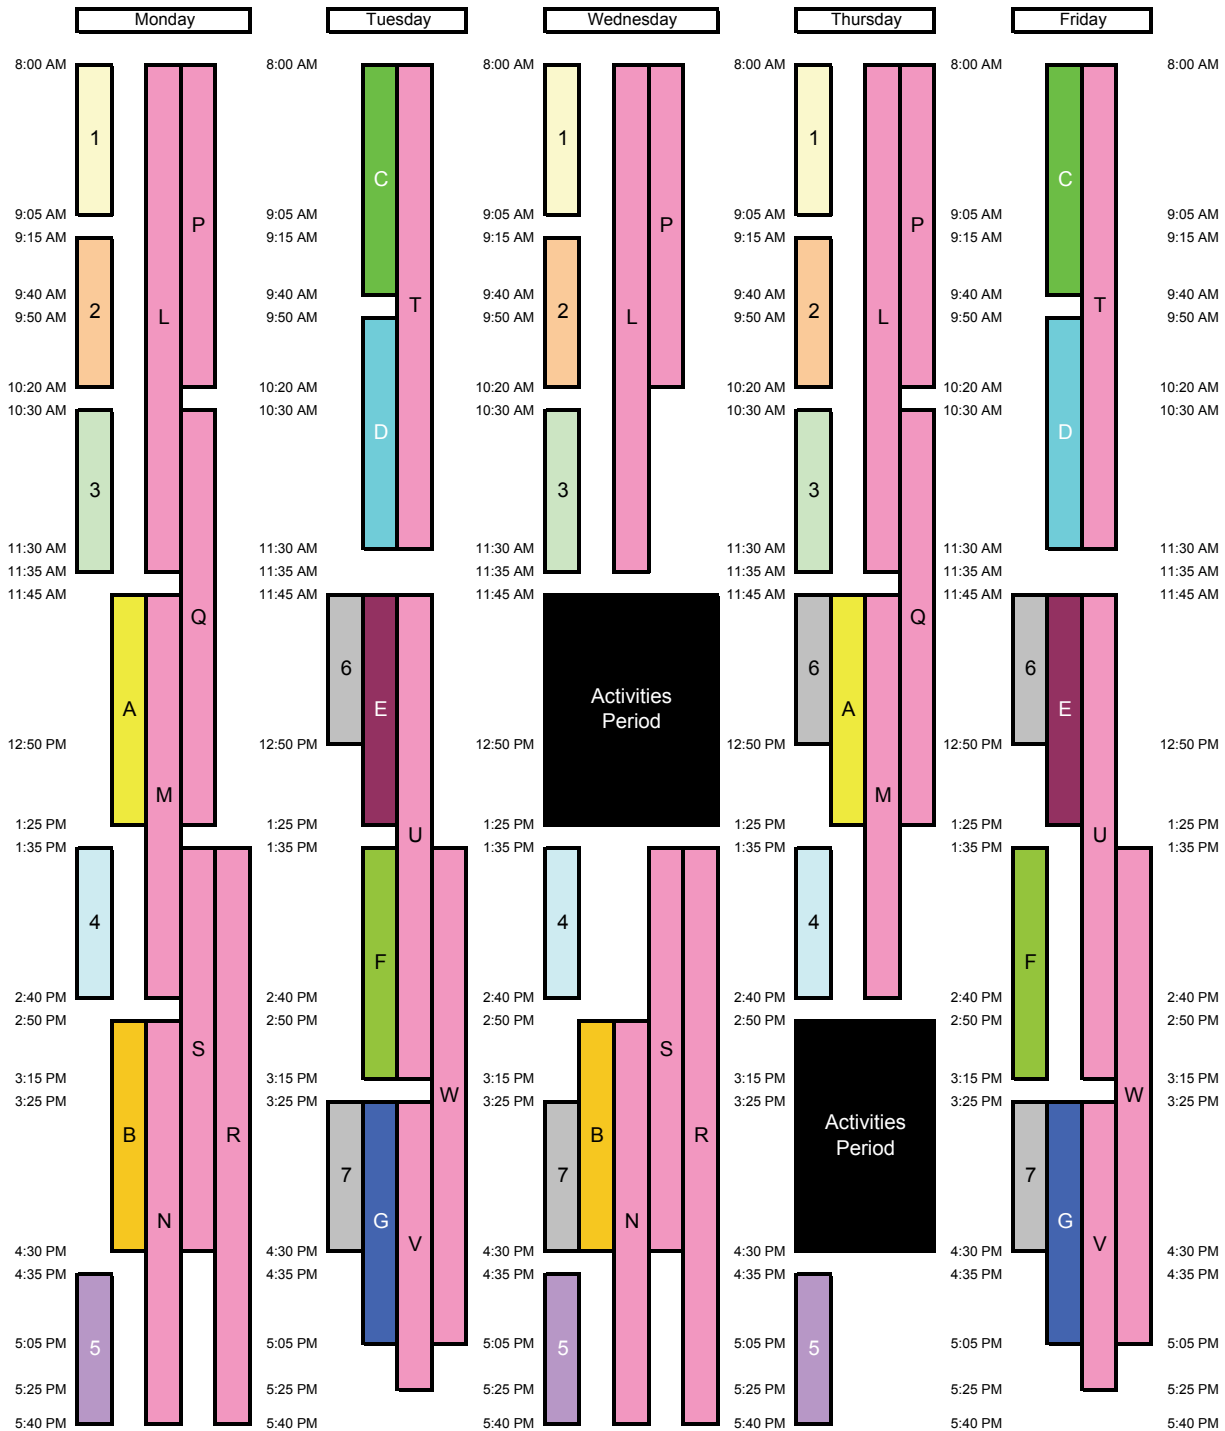 Monday Tuesday Wednesday Thursday Friday
8:00 AM 8:00 AM 8:00 AM 8:00 AM 8:00 AM 8:00 AM
1 1 1
C C
9:05 AM 9:05 AM 9:05 AM 9:05 AM 9:05 AM 9:05 AM
P P P
9:15 AM 9:15 AM 9:15 AM 9:15 AM 9:15 AM 9:15 AM
9:40 AM 9:40 AM 9:40 AM 9:40 AM 9:40 AM 9:40 AM
T T
2 2 2
L L L
9:50 AM 9:50 AM 9:50 AM 9:50 AM 9:50 AM
10:20 AM 10:20 AM 10:20 AM 10:20 AM 10:20 AM 10:20 AM
10:30 AM 10:30 AM 10:30 AM 10:30 AM 10:30 AM 10:30 AM
D D
3 3 3
11:30 AM 11:30 AM 11:30 AM 11:30 AM 11:30 AM 11:30 AM
11:35 AM 11:35 AM 11:35 AM 11:35 AM 11:35 AM 11:35 AM
11:45 AM 11:45 AM 11:45 AM 11:45 AM 11:45 AM 11:45 AM
Q Q
6 6 6
Activities
A E A E
Period
12:50 PM 12:50 PM 12:50 PM 12:50 PM 12:50 PM 12:50 PM
M M
1:25 PM 1:25 PM 1:25 PM 1:25 PM 1:25 PM 1:25 PM
U U
1:35 PM 1:35 PM 1:35 PM 1:35 PM 1:35 PM 1:35 PM
4 4 4
F F
2:40 PM 2:40 PM 2:40 PM 2:40 PM 2:40 PM 2:40 PM
2:50 PM 2:50 PM 2:50 PM 2:50 PM 2:50 PM 2:50 PM
S S
3:15 PM 3:15 PM 3:15 PM 3:15 PM 3:15 PM 3:15 PM
W W
3:25 PM 3:25 PM 3:25 PM 3:25 PM 3:25 PM 3:25 PM
Activities
B R B R
Period
7 7 7
N G N G
V V
4:30 PM 4:30 PM 4:30 PM 4:30 PM 4:30 PM 4:30 PM
4:35 PM 4:35 PM 4:35 PM 4:35 PM 4:35 PM 4:35 PM
5:05 PM 5:05 PM 5:05 PM 5:05 PM 5:05 PM 5:05 PM
5 5 5
5:25 PM 5:25 PM 5:25 PM 5:25 PM 5:25 PM 5:25 PM
5:40 PM 5:40 PM 5:40 PM 5:40 PM 5:40 PM 5:40 PM